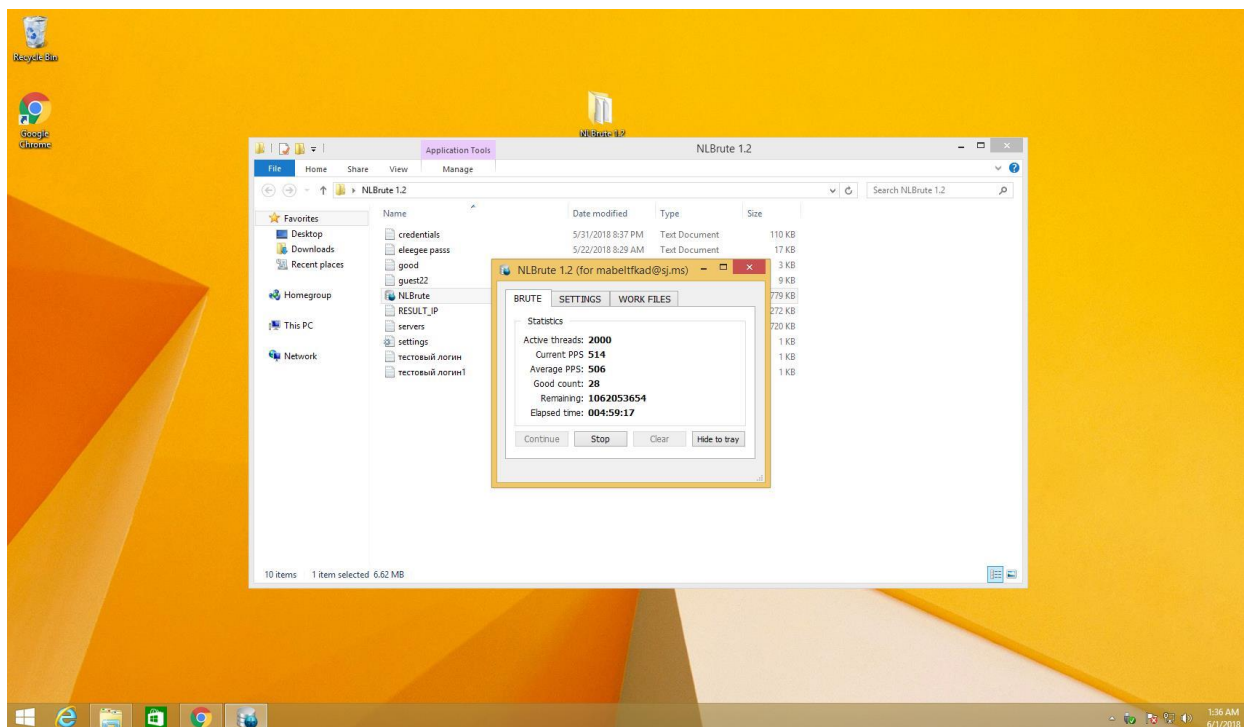 Recycle Bin
Google
Chrome
NLBrute 1.2
Application Tools
NLBrute 1.2
File Home Share View Manage
NLBrute 1.2
Search NLBrute 1.2
Favorites
Desktop
Downloads
Recent places
Homegroup
This PC
Network
Name Date modified Type Size
credentials 5/31/2018 8:37 PM Text Document 110 KB
eleegee passs 5/22/2018 8:29 AM Text Document 17 KB
good 3 KB
guest22 9 KB
NLBrute 779 KB
RESULT_IP 272 KB
servers 720 KB
settings 1 KB
тестовый логин 1 KB
тестовый логин1 1 KB
NLBrute 1.2 (for mabeltfkad@sj.ms)
BRUTE SETTINGS WORK FILES
Statistics
Active threads: 2000
Current PPS 514
Average PPS: 506
Good count: 28
Remaining: 1062053654
Elapsed time: 004:59:17
Continue Stop Clear Hide to tray
10 items 1 item selected 6.62 MB
1:36 AM
6/1/2018